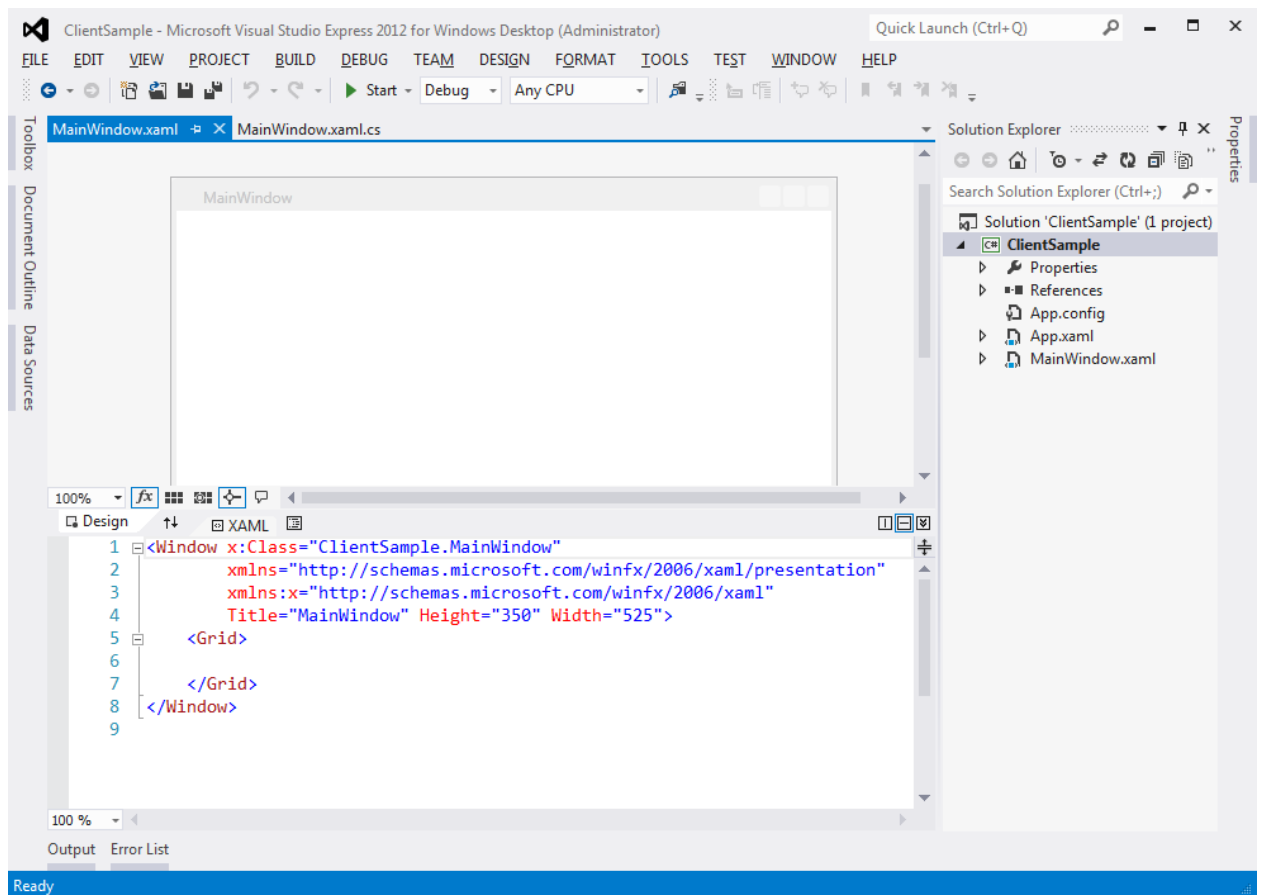 ClientSample - Microsoft Visual Studio Express 2012 for Windows Desktop (Administrator)
Quick Launch (Ctrl+Q)
FILE EDIT VIEW PROJECT BUILD DEBUG TEAM DESIGN FORMAT TOOLS TEST WINDOW HELP
Start Debug Any CPU
Toolbox
Document Outline
Data Sources
MainWindow.xaml MainWindow.xaml.cs
MainWindow
100% fx
Design XAML
1 <Window x:Class="ClientSample.MainWindow"
2 xmlns="http://schemas.microsoft.com/winfx/2006/xaml/presentation"
3 xmlns:x="http://schemas.microsoft.com/winfx/2006/xaml"
4 Title="MainWindow" Height="350" Width="525">
5 <Grid>
6
7 </Grid>
8 </Window>
9
100 %
Solution Explorer
Search Solution Explorer (Ctrl+;)
Solution 'ClientSample' (1 project)
C# ClientSample
Properties
References
App.config
App.xaml
MainWindow.xaml
Properties
Output Error List
Ready